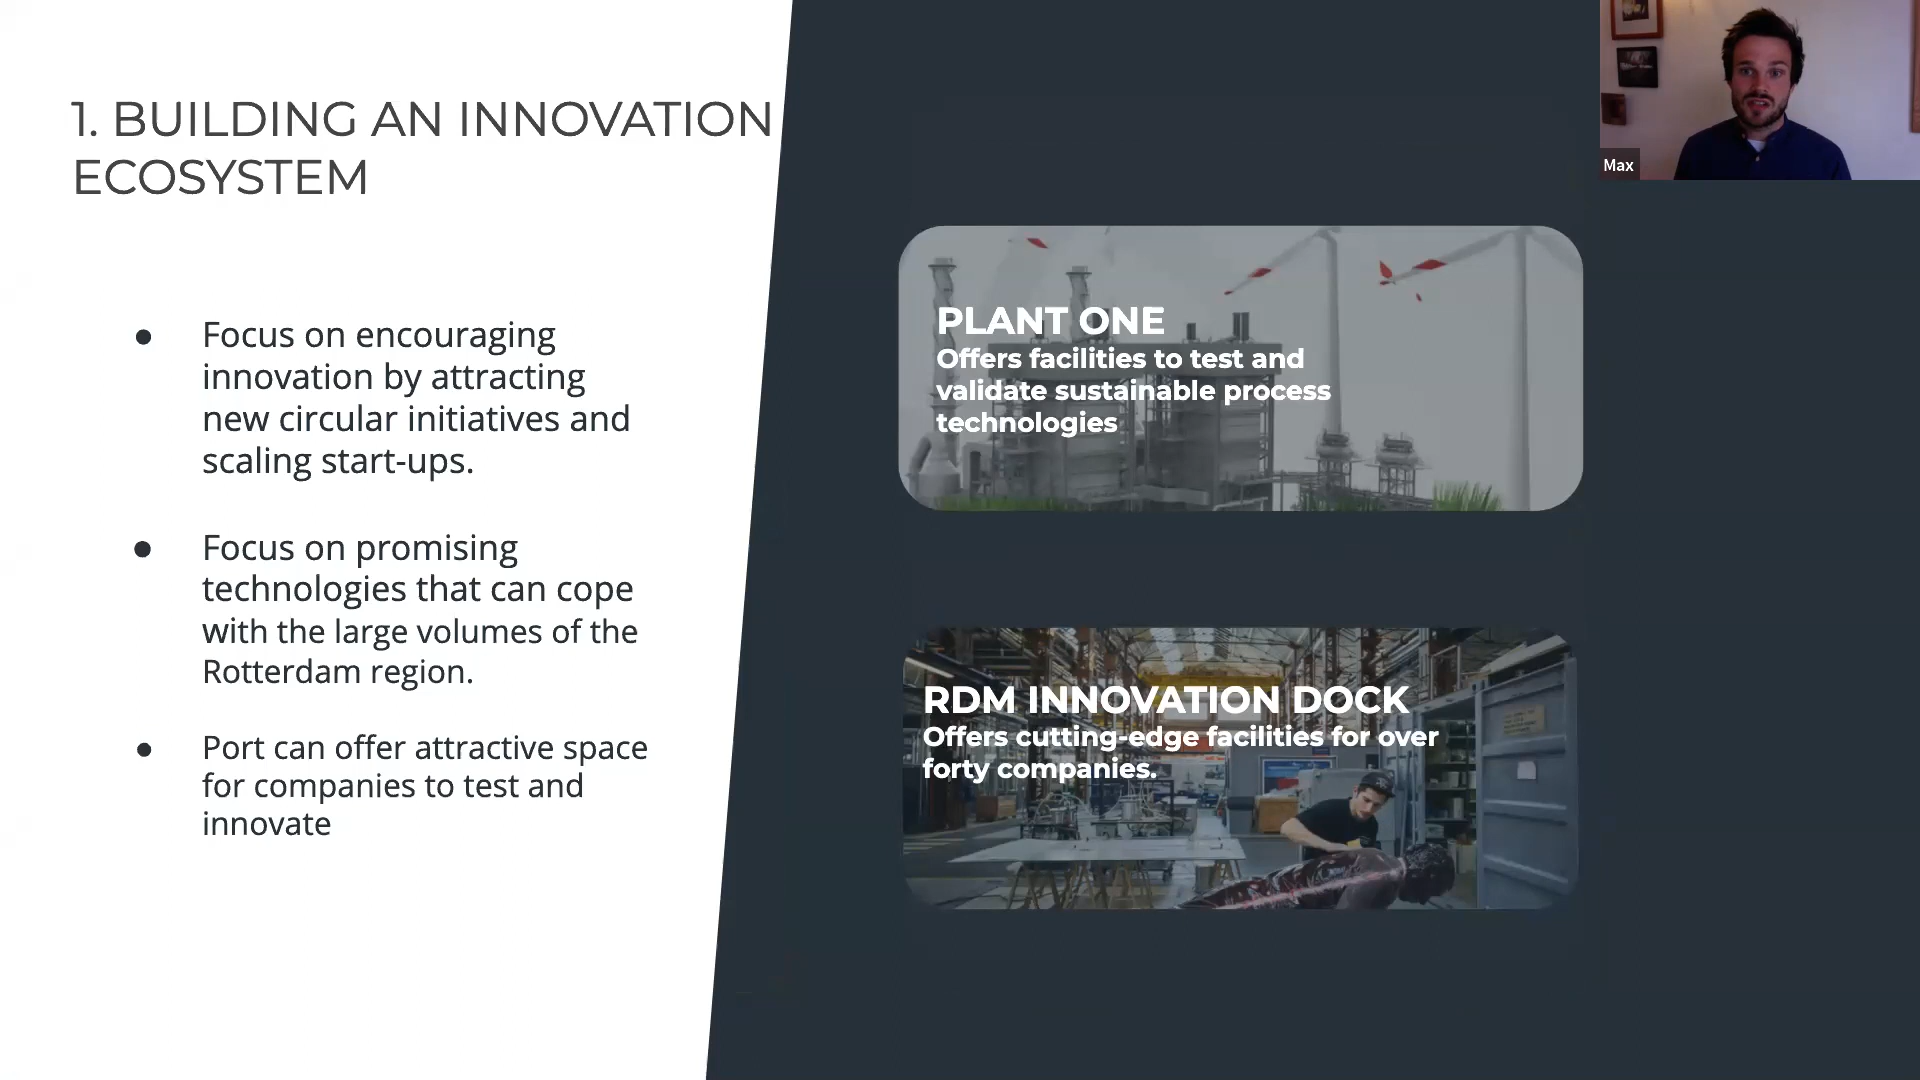 1. BUILDING AN INNOVATION
ECOSYSTEM
● Focus on encouraging
innovation by attracting
new circular initiatives and
scaling start-ups.
● Focus on promising
technologies that can cope
with the large volumes of the
Rotterdam region.
● Port can offer attractive space
for companies to test and
innovate
PLANT ONE
Offers facilities to test and
validate sustainable process
technologies
RDM INNOVATION DOCK
Offers cutting-edge facilities for over
forty companies.
Max